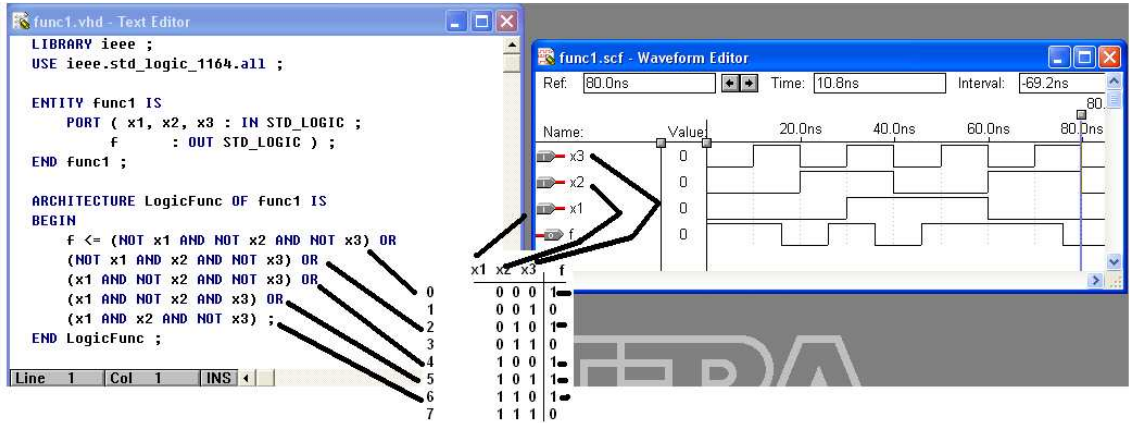 func1.vhd - Text Editor
LIBRARY ieee ;
USE ieee.std_logic_1164.all ;
ENTITY func1 IS
PORT ( x1, x2, x3 : IN STD_LOGIC ;
f : OUT STD_LOGIC ) ;
END func1 ;
ARCHITECTURE LogicFunc OF func1 IS
BEGIN
f <= (NOT x1 AND NOT x2 AND NOT x3) OR
(NOT x1 AND x2 AND NOT x3) OR
(x1 AND NOT x2 AND NOT x3) OR
(x1 AND NOT x2 AND x3) OR
(x1 AND x2 AND NOT x3) ;
END LogicFunc ;
Line 1 Col 1 INS
func1.scf - Waveform Editor
Ref: 80.0ns Time: 10.8ns Interval: -69.2ns
80.
Name: Value: 20.0ns 40.0ns 60.0ns 80.0ns
x3 0
x2 0
x1 0
f 0
x1 x2 x3 f
0 0 0 0 1
1 0 0 1 0
2 0 1 0 1
3 0 1 1 0
4 1 0 0 1
5 1 0 1 1
6 1 1 0 1
7 1 1 1 0